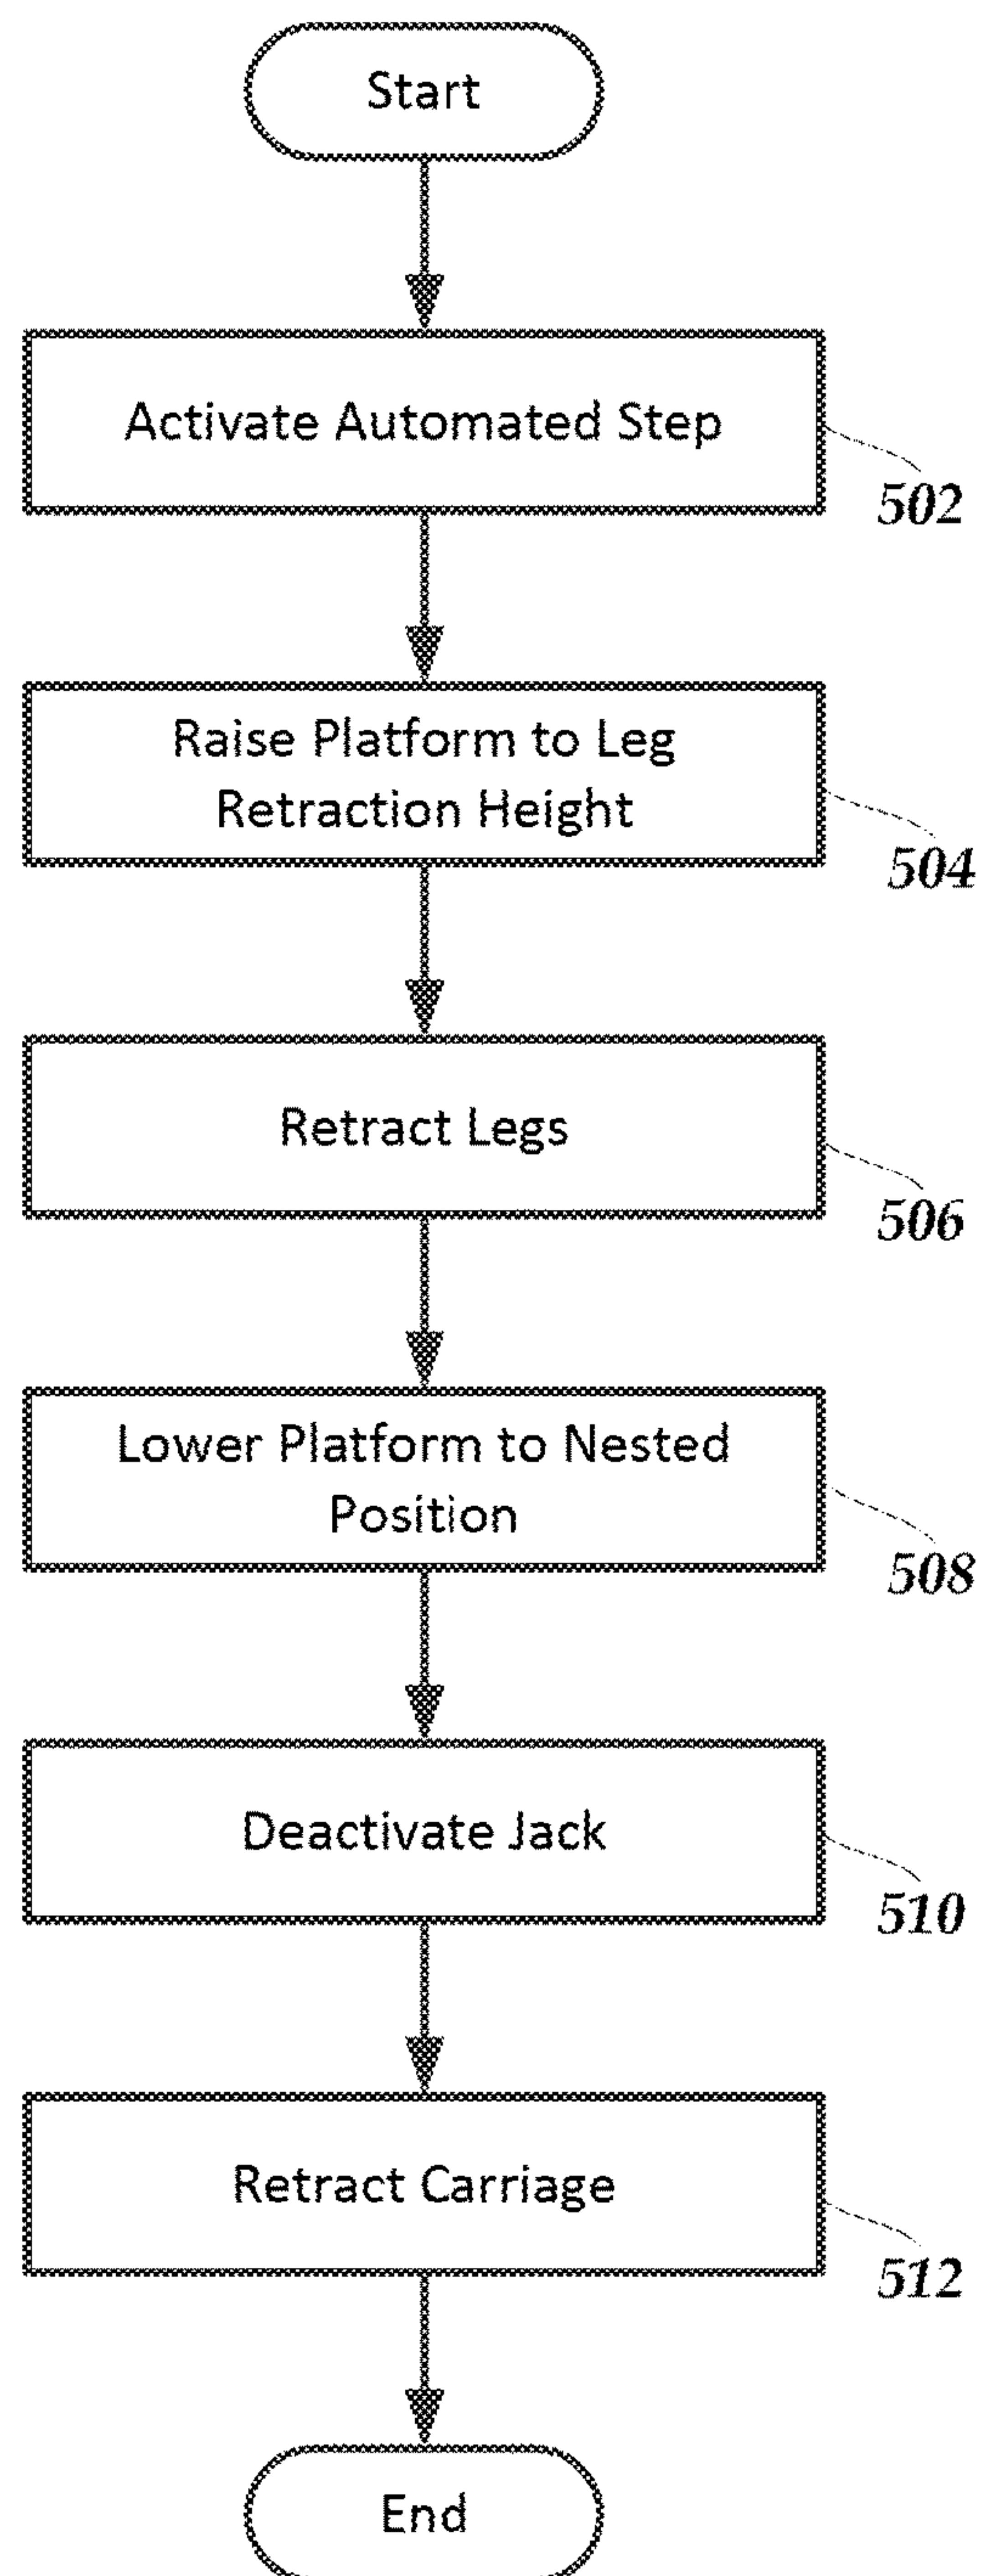 Start
Activate Automated Step
502
Raise Platform to Leg
Retraction Height
504
Retract Legs
506
Lower Platform to Nested
Position
508
Deactivate Jack
510
Retract Carriage
512
End